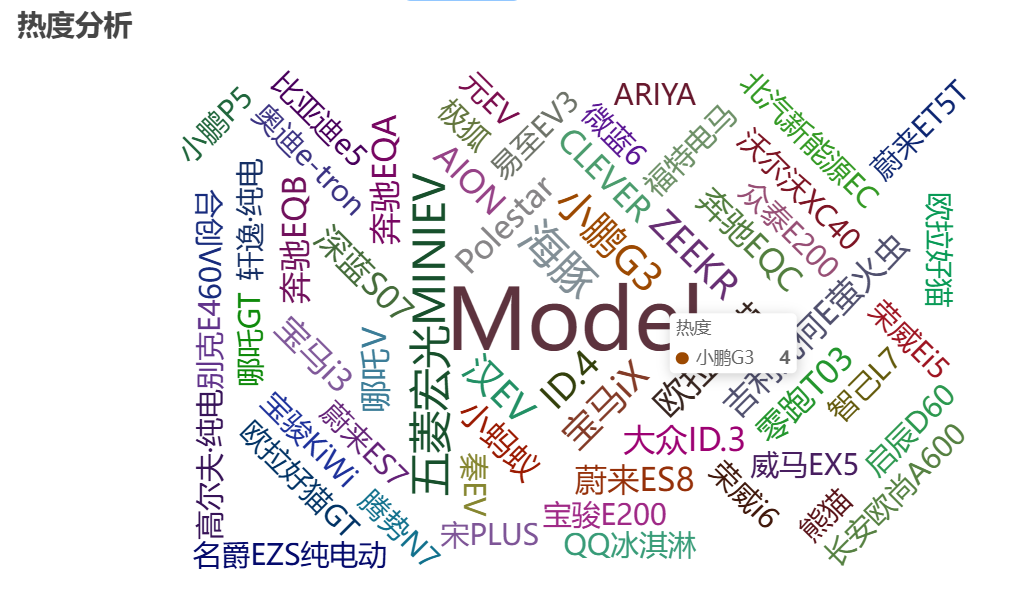 热度分析
小鹏P5
比亚迪e5
奥迪e-tron
奔驰EQA
元EV
极狐
易至EV3
微蓝6
ARIYA
CLEVER
福特电马
北汽新能源EC
蔚来ET5T
沃尔沃XC40
众泰E200
奔驰EQC
AION
Polestar
小鹏G3
ZEEKR
海豚
五菱宏光MINIEV
轩逸·纯电
奔驰EQB
深蓝S07
哪吒GT
宝马i3
哪吒V
Model
热度
小鹏G3 4
欧拉好猫
荣威Ei5
智己L7
零跑T03
启辰D60
长安欧尚A600
熊猫
荣威i6
威马EX5
大众ID.3
蔚来ES8
宝马iX
ID.4
汉EV
小蚂蚁
秦EV
宋PLUS
宝骏E200
QQ冰淇淋
腾势N7
蔚来ES7
宝骏KiWi
欧拉好猫GT
名爵EZS纯电动
高尔夫·纯电
别克E4
欧拉
E萤火虫